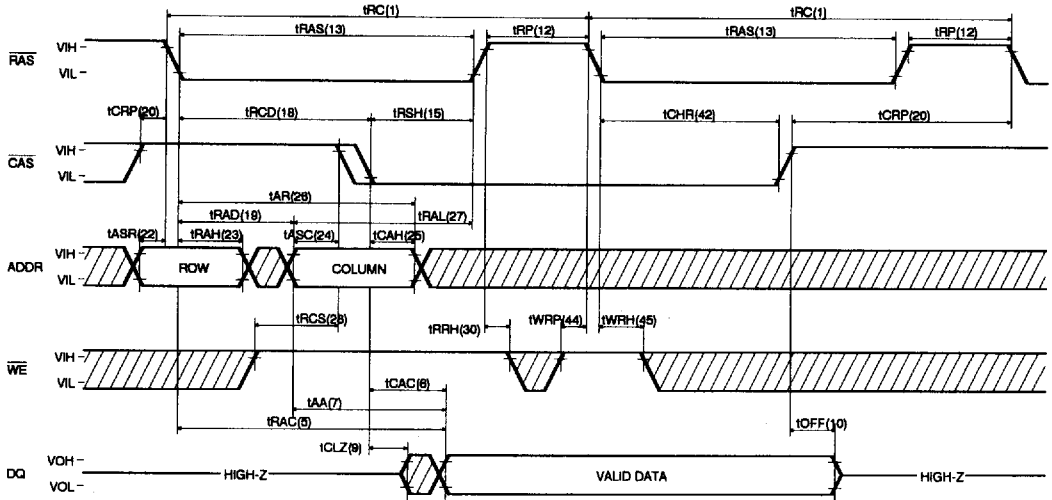 tRC(1) tRC(1)
tRAS(13) tRP(12) tRAS(13) tRP(12)
RAS VIH VIL
tCRP(20) tRCD(18) tRSH(15) tCHR(42) tCRP(20)
CAS VIH VIL
tAR(26)
tRAD(19) tRAL(27)
tASR(22) tRAH(23) tASC(24) tCAH(25)
ADDR VIH VIL ROW COLUMN
tRCS(28) tRRH(30) tWRP(44) tWRH(45)
WE VIH VIL
tCAC(6)
tAA(7)
tRAC(5) tOFF(10)
tCLZ(9)
DQ VOH VOL HIGH-Z VALID DATA HIGH-Z